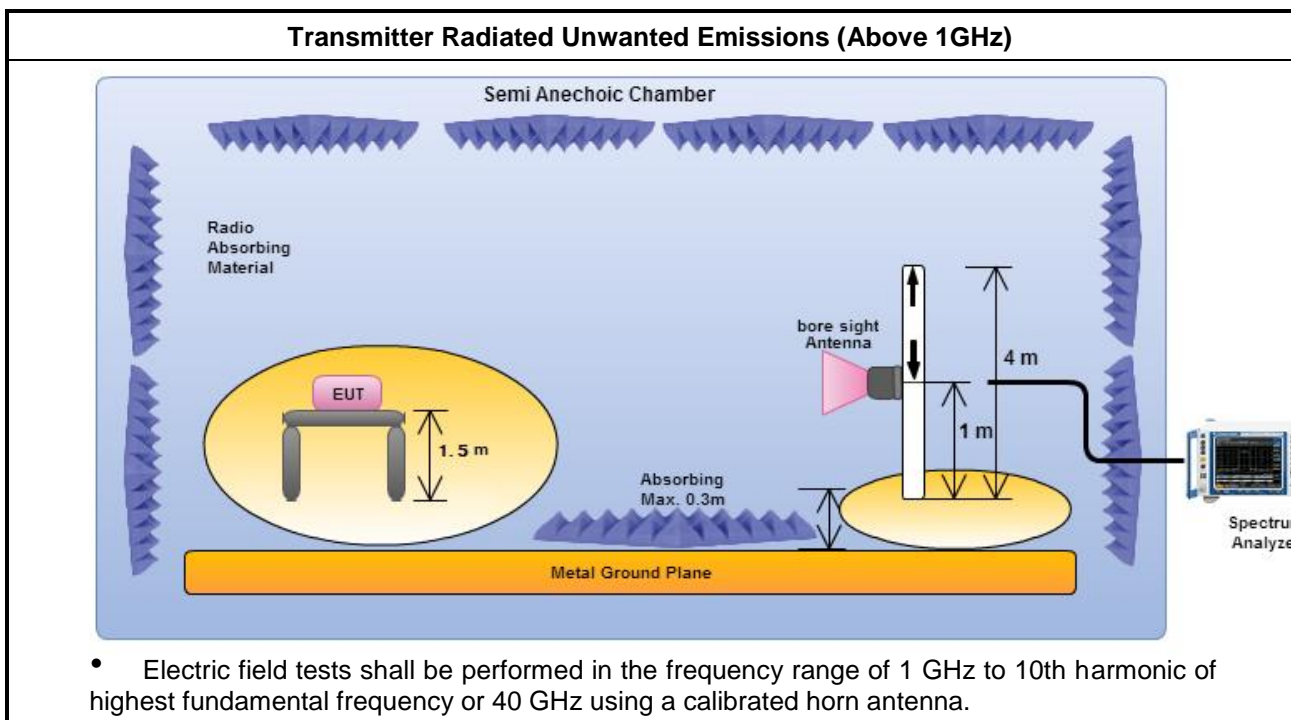 Transmitter Radiated Unwanted Emissions (Above 1GHz)
Semi Anechoic Chamber
Radio
Absorbing
Material
bore sight
Antenna
4 m
EUT
1.5 m
1 m
Absorbing
Max. 0.3m
Spectru
Analyze
Metal Ground Plane
• Electric field tests shall be performed in the frequency range of 1 GHz to 10th harmonic of
highest fundamental frequency or 40 GHz using a calibrated horn antenna.